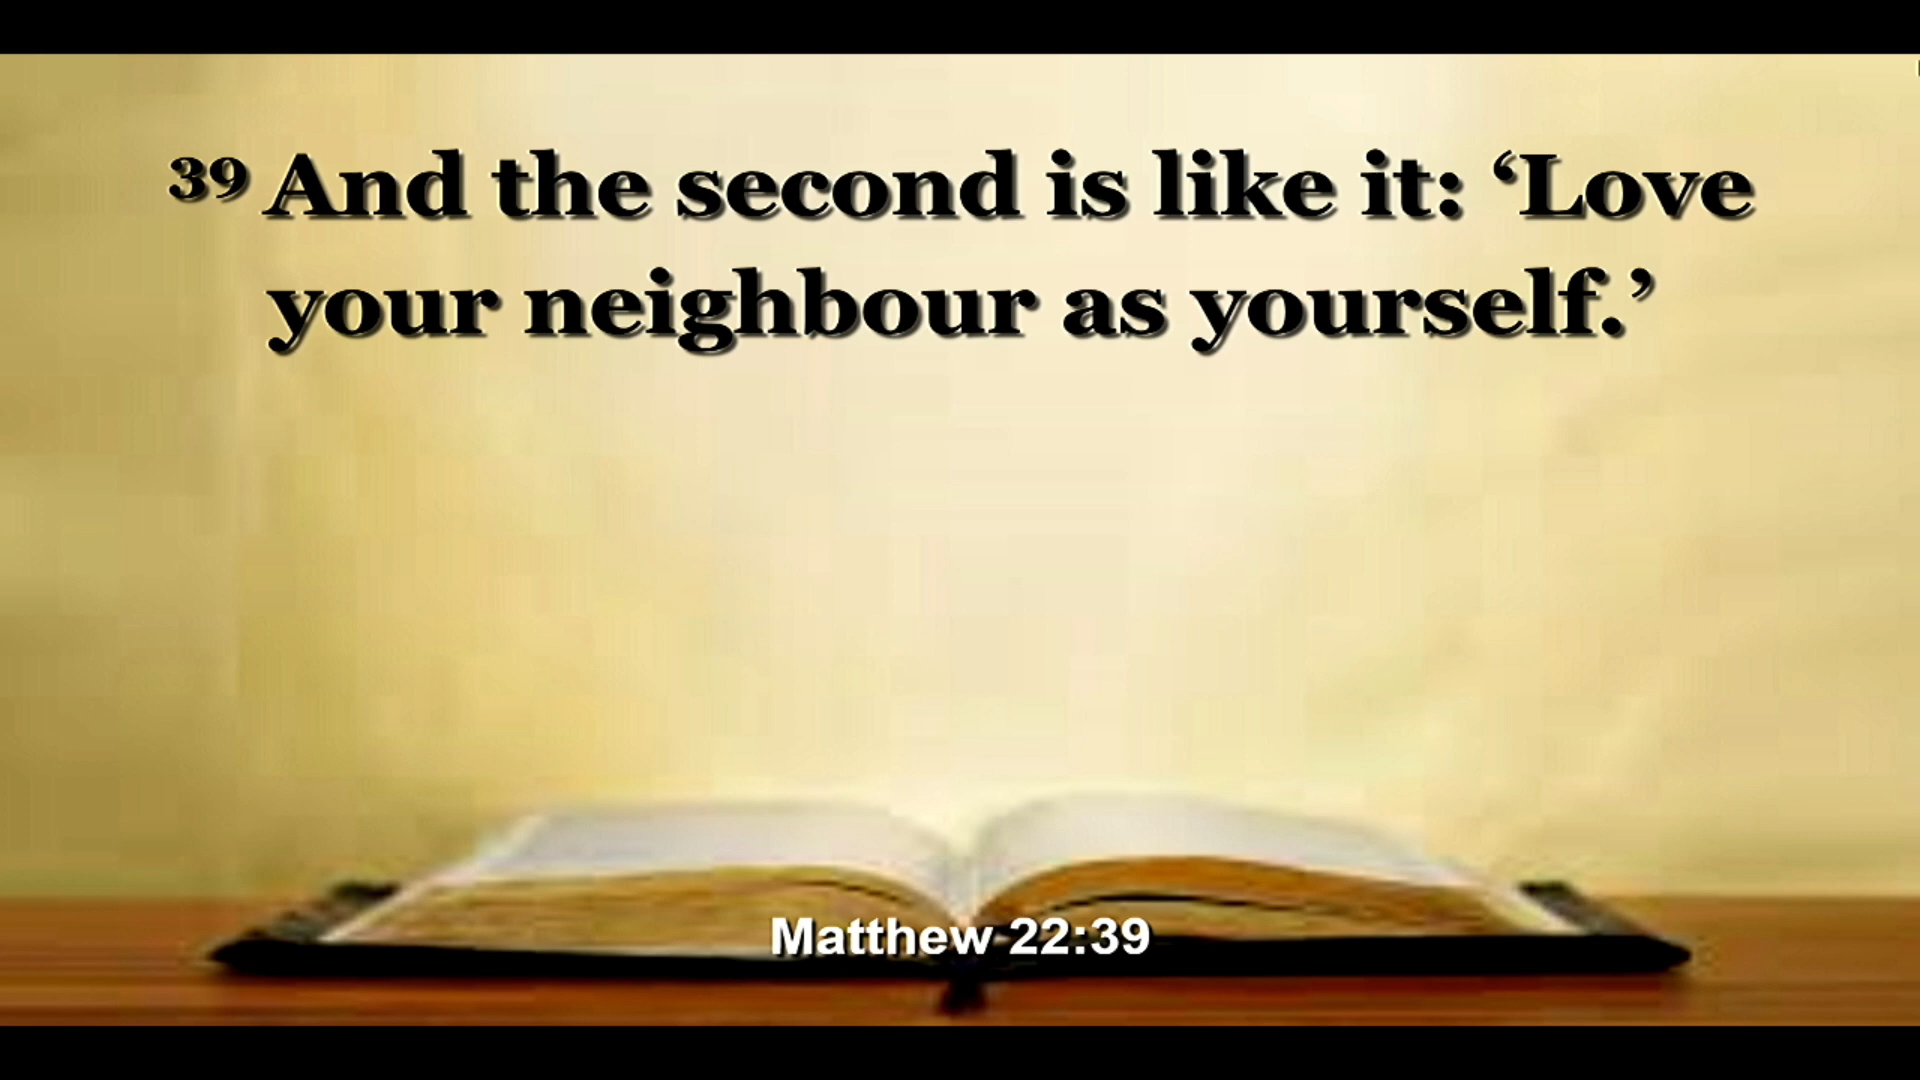 39 And the second is like it: ‘Love
your neighbour as yourself.’
Matthew 22:39